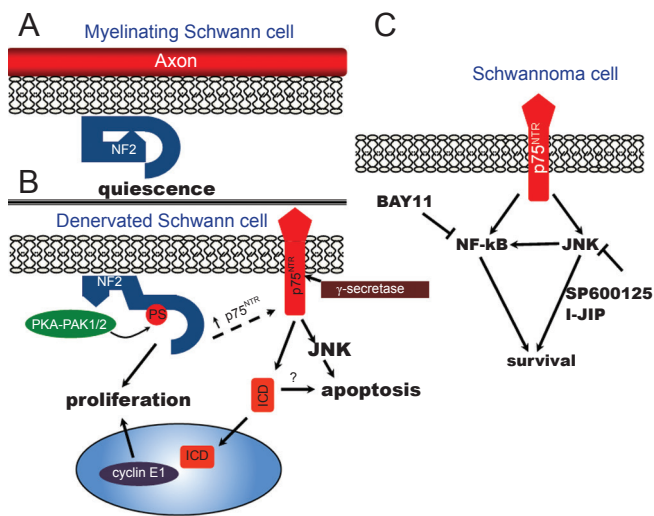 A
Myelinating Schwann cell
Axon
NF2
quiescence
B
Denervated Schwann cell
NF2
PS
PKA-PAK1/2
p75NTR
p75NTR
γ-secretase
JNK
?
ICD
apoptosis
proliferation
ICD
cyclin E1
C
Schwannoma cell
p75NTR
BAY11
NF-kB
JNK
SP600125
I-JIP
survival